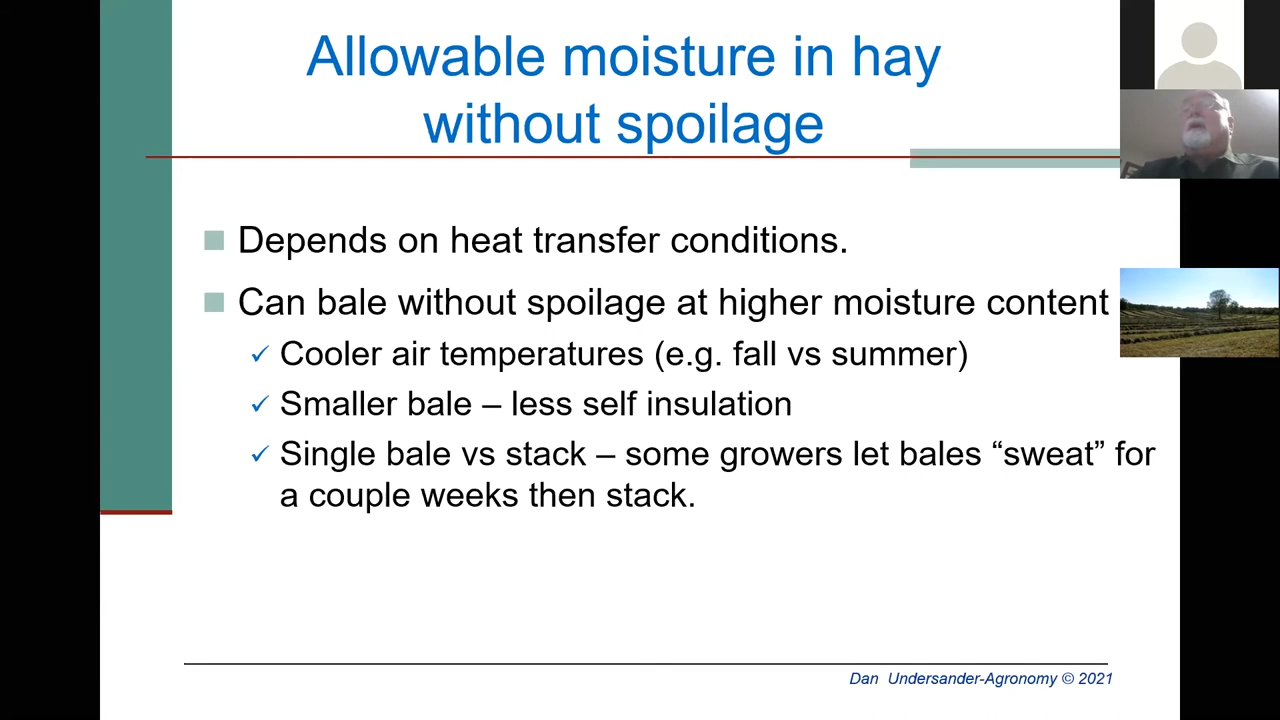 Allowable moisture in hay
without spoilage
Depends on heat transfer conditions.
Can bale without spoilage at higher moisture content
Cooler air temperatures (e.g. fall vs summer)
Smaller bale – less self insulation
Single bale vs stack – some growers let bales “sweat” for
a couple weeks then stack.
Dan Undersander-Agronomy © 2021